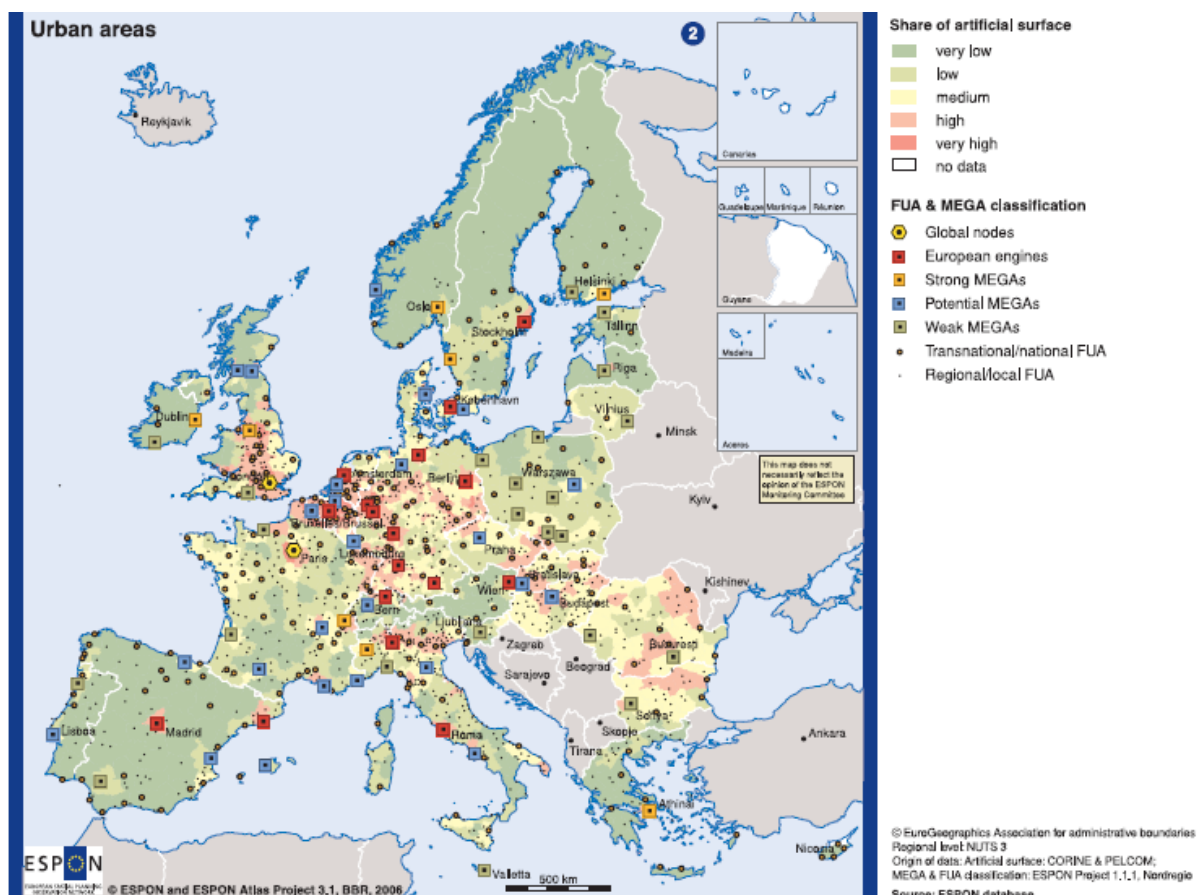 Urban areas
2
Reykjavik
Canaries
Guadeloupe
Martinique
Réunion
Guyane
Madeira
Acores
This map does not
necessarily reflect the
opinion of the ESPON
Monitoring Committee
Oslo
Helsinki
Stockholm
Tallinn
Riga
Dublin
København
Vilnius
Minsk
Amsterdam
Berlin
Warszawa
Kyiv
Bruxelles/Brussel
Paris
Luxembourg
Praha
Kishinev
Wien
Bratislava
Budapest
Bern
Ljubljana
Zagreb
Bucuresti
Beograd
Sarajevo
Sofiya
Skopje
Madrid
Lisboa
Roma
Tirana
Ankara
Athinai
Nicosia
Valletta
500 km
ESPON
© ESPON and ESPON Atlas Project 3.1, BBR, 2006
Share of artificial surface
very low
low
medium
high
very high
no data
FUA & MEGA classification
Global nodes
European engines
Strong MEGAs
Potential MEGAs
Weak MEGAs
Transnational/national FUA
Regional/local FUA
© EuroGeographics Association for administrative boundaries
Regional level: NUTS 3
Origin of data: Artificial surface: CORINE & PELCOM;
MEGA & FUA classification: ESPON Project 1.1.1, Nordregio
Source: ESPON database